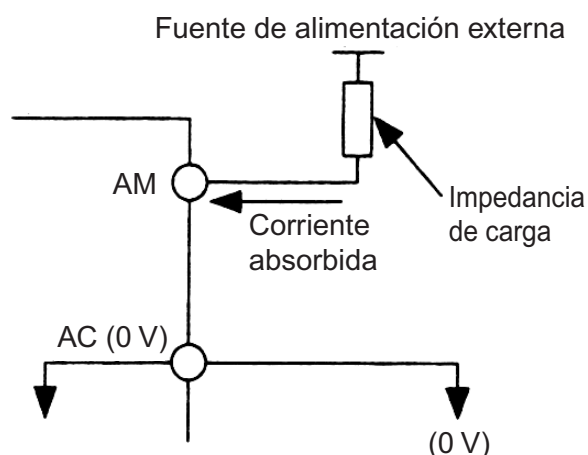 Fuente de alimentación externa
AM
Impedancia
de carga
Corriente
absorbida
AC (0 V)
(0 V)